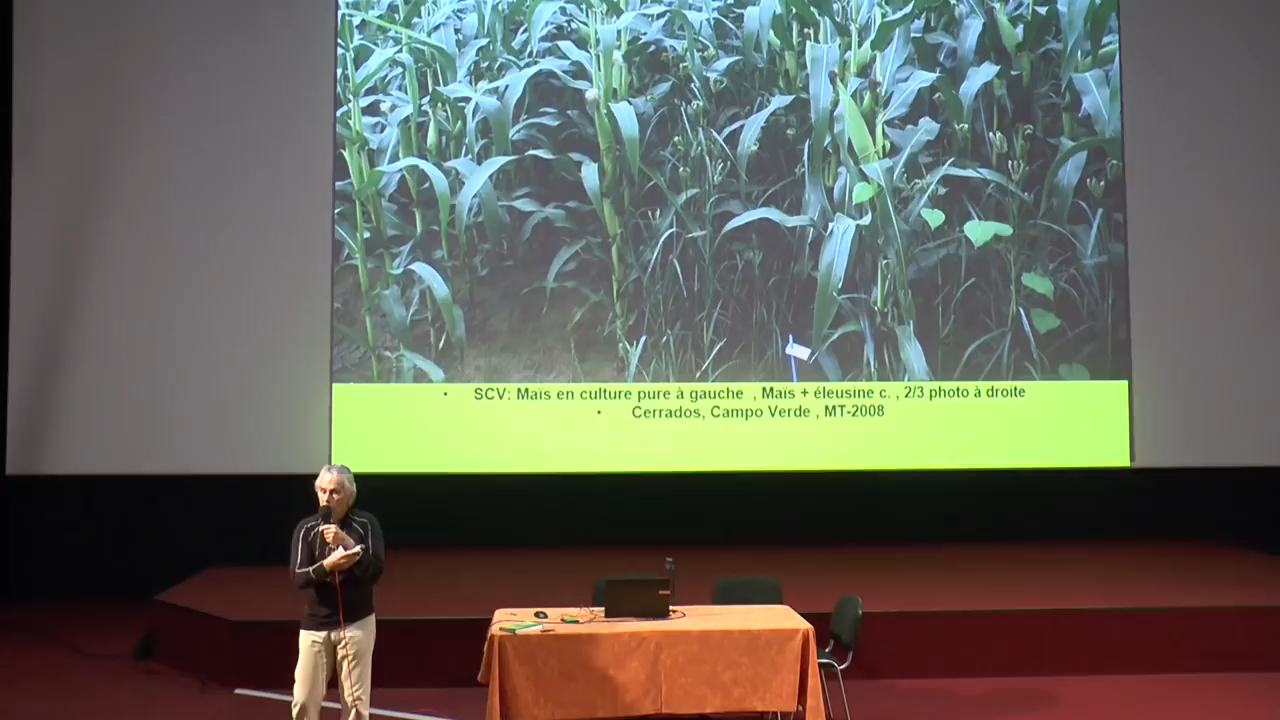 • SCV: Maïs en culture pure à gauche , Maïs + éleusine c. , 2/3 photo à droite
• Cerrados, Campo Verde , MT-2008